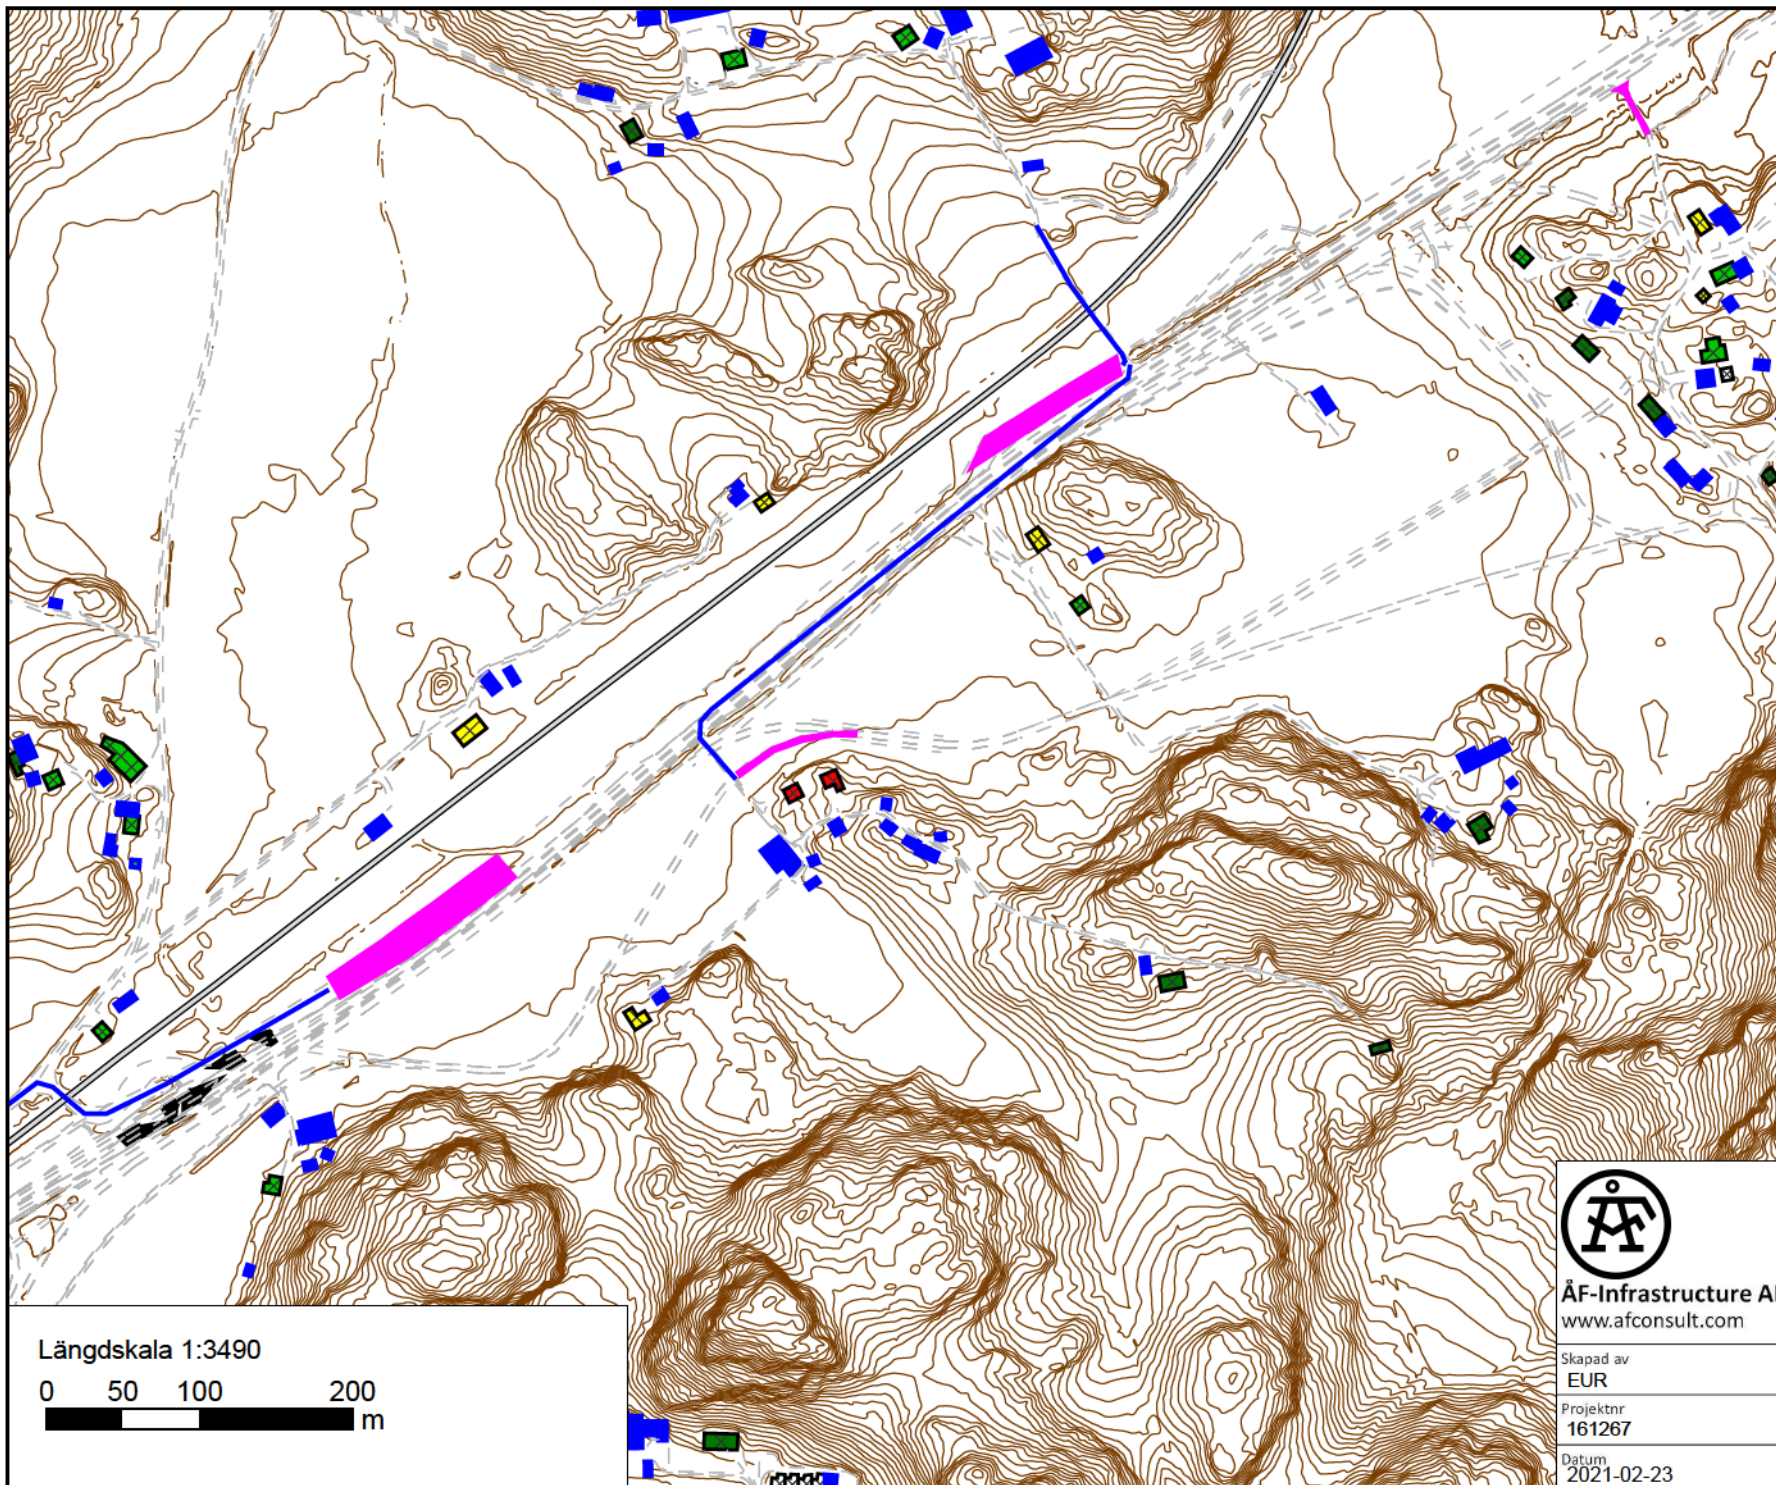 Längdskala 1:3490
0 50 100 200
m
ÅF-Infrastructure A
www.afconsult.com
Skapad av
EUR
Projektnr
161267
Datum
2021-02-23